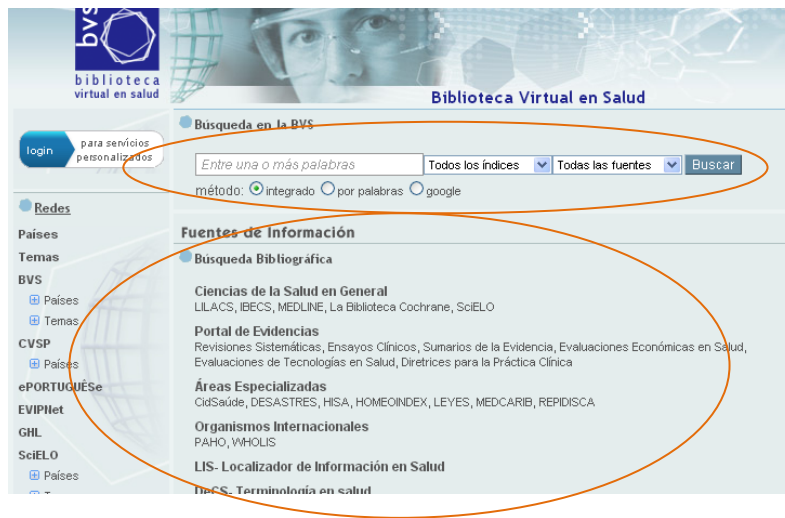 bvs
biblioteca
virtual en salud
Biblioteca Virtual en Salud
login
para servicios
personalizados
Redes
Países
Temas
BVS
Países
Temas
CVSP
Países
ePORTUGUÊSe
EVIPNet
GHL
SciELO
Países
Búsqueda en la BVS
Entre una o más palabras
Todos los índices
Todas las fuentes
Buscar
método: integrado por palabras google
Fuentes de Información
Búsqueda Bibliográfica
Ciencias de la Salud en General
LILACS, IBECS, MEDLINE, La Biblioteca Cochrane, SciELO
Portal de Evidencias
Revisiones Sistemáticas, Ensayos Clínicos, Sumarios de la Evidencia, Evaluaciones Económicas en Salud,
Evaluaciones de Tecnologías en Salud, Diretrices para la Práctica Clínica
Áreas Especializadas
CidSaúde, DESASTRES, HISA, HOMEOINDEX, LEYES, MEDCARIB, REPIDISCA
Organismos Internacionales
PAHO, WHOLIS
LIS- Localizador de Información en Salud
DeCS- Terminología en salud